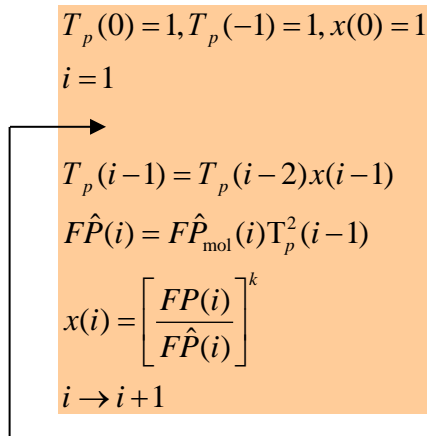 T_p(0) = 1, T_p(−1) = 1, x(0) = 1
i = 1
T_p(i−1) = T_p(i−2)x(i−1)
FP̂(i) = FP̂_mol(i)T_p^2(i−1)
x(i) = [FP(i) / FP̂(i)]^k
i → i+1